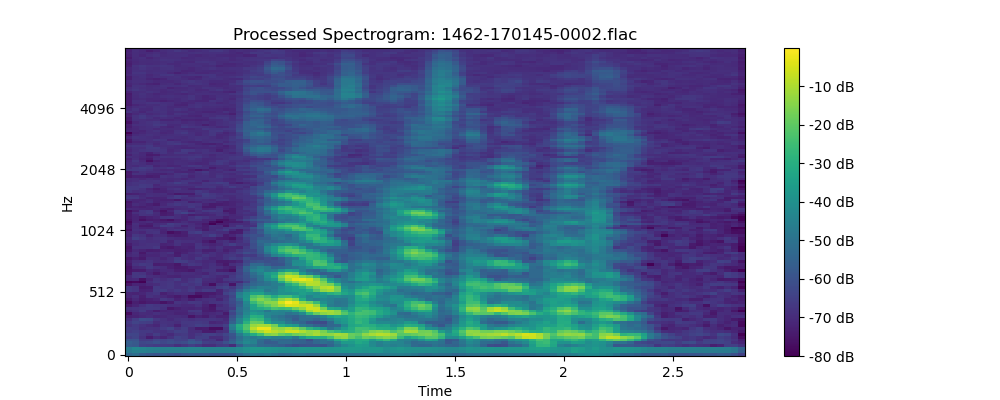 Processed Spectrogram: 1462-170145-0002.flac
4096
2048
1024
512
0
Hz
0
0.5
1
1.5
2
2.5
Time
-10 dB
-20 dB
-30 dB
-40 dB
-50 dB
-60 dB
-70 dB
-80 dB